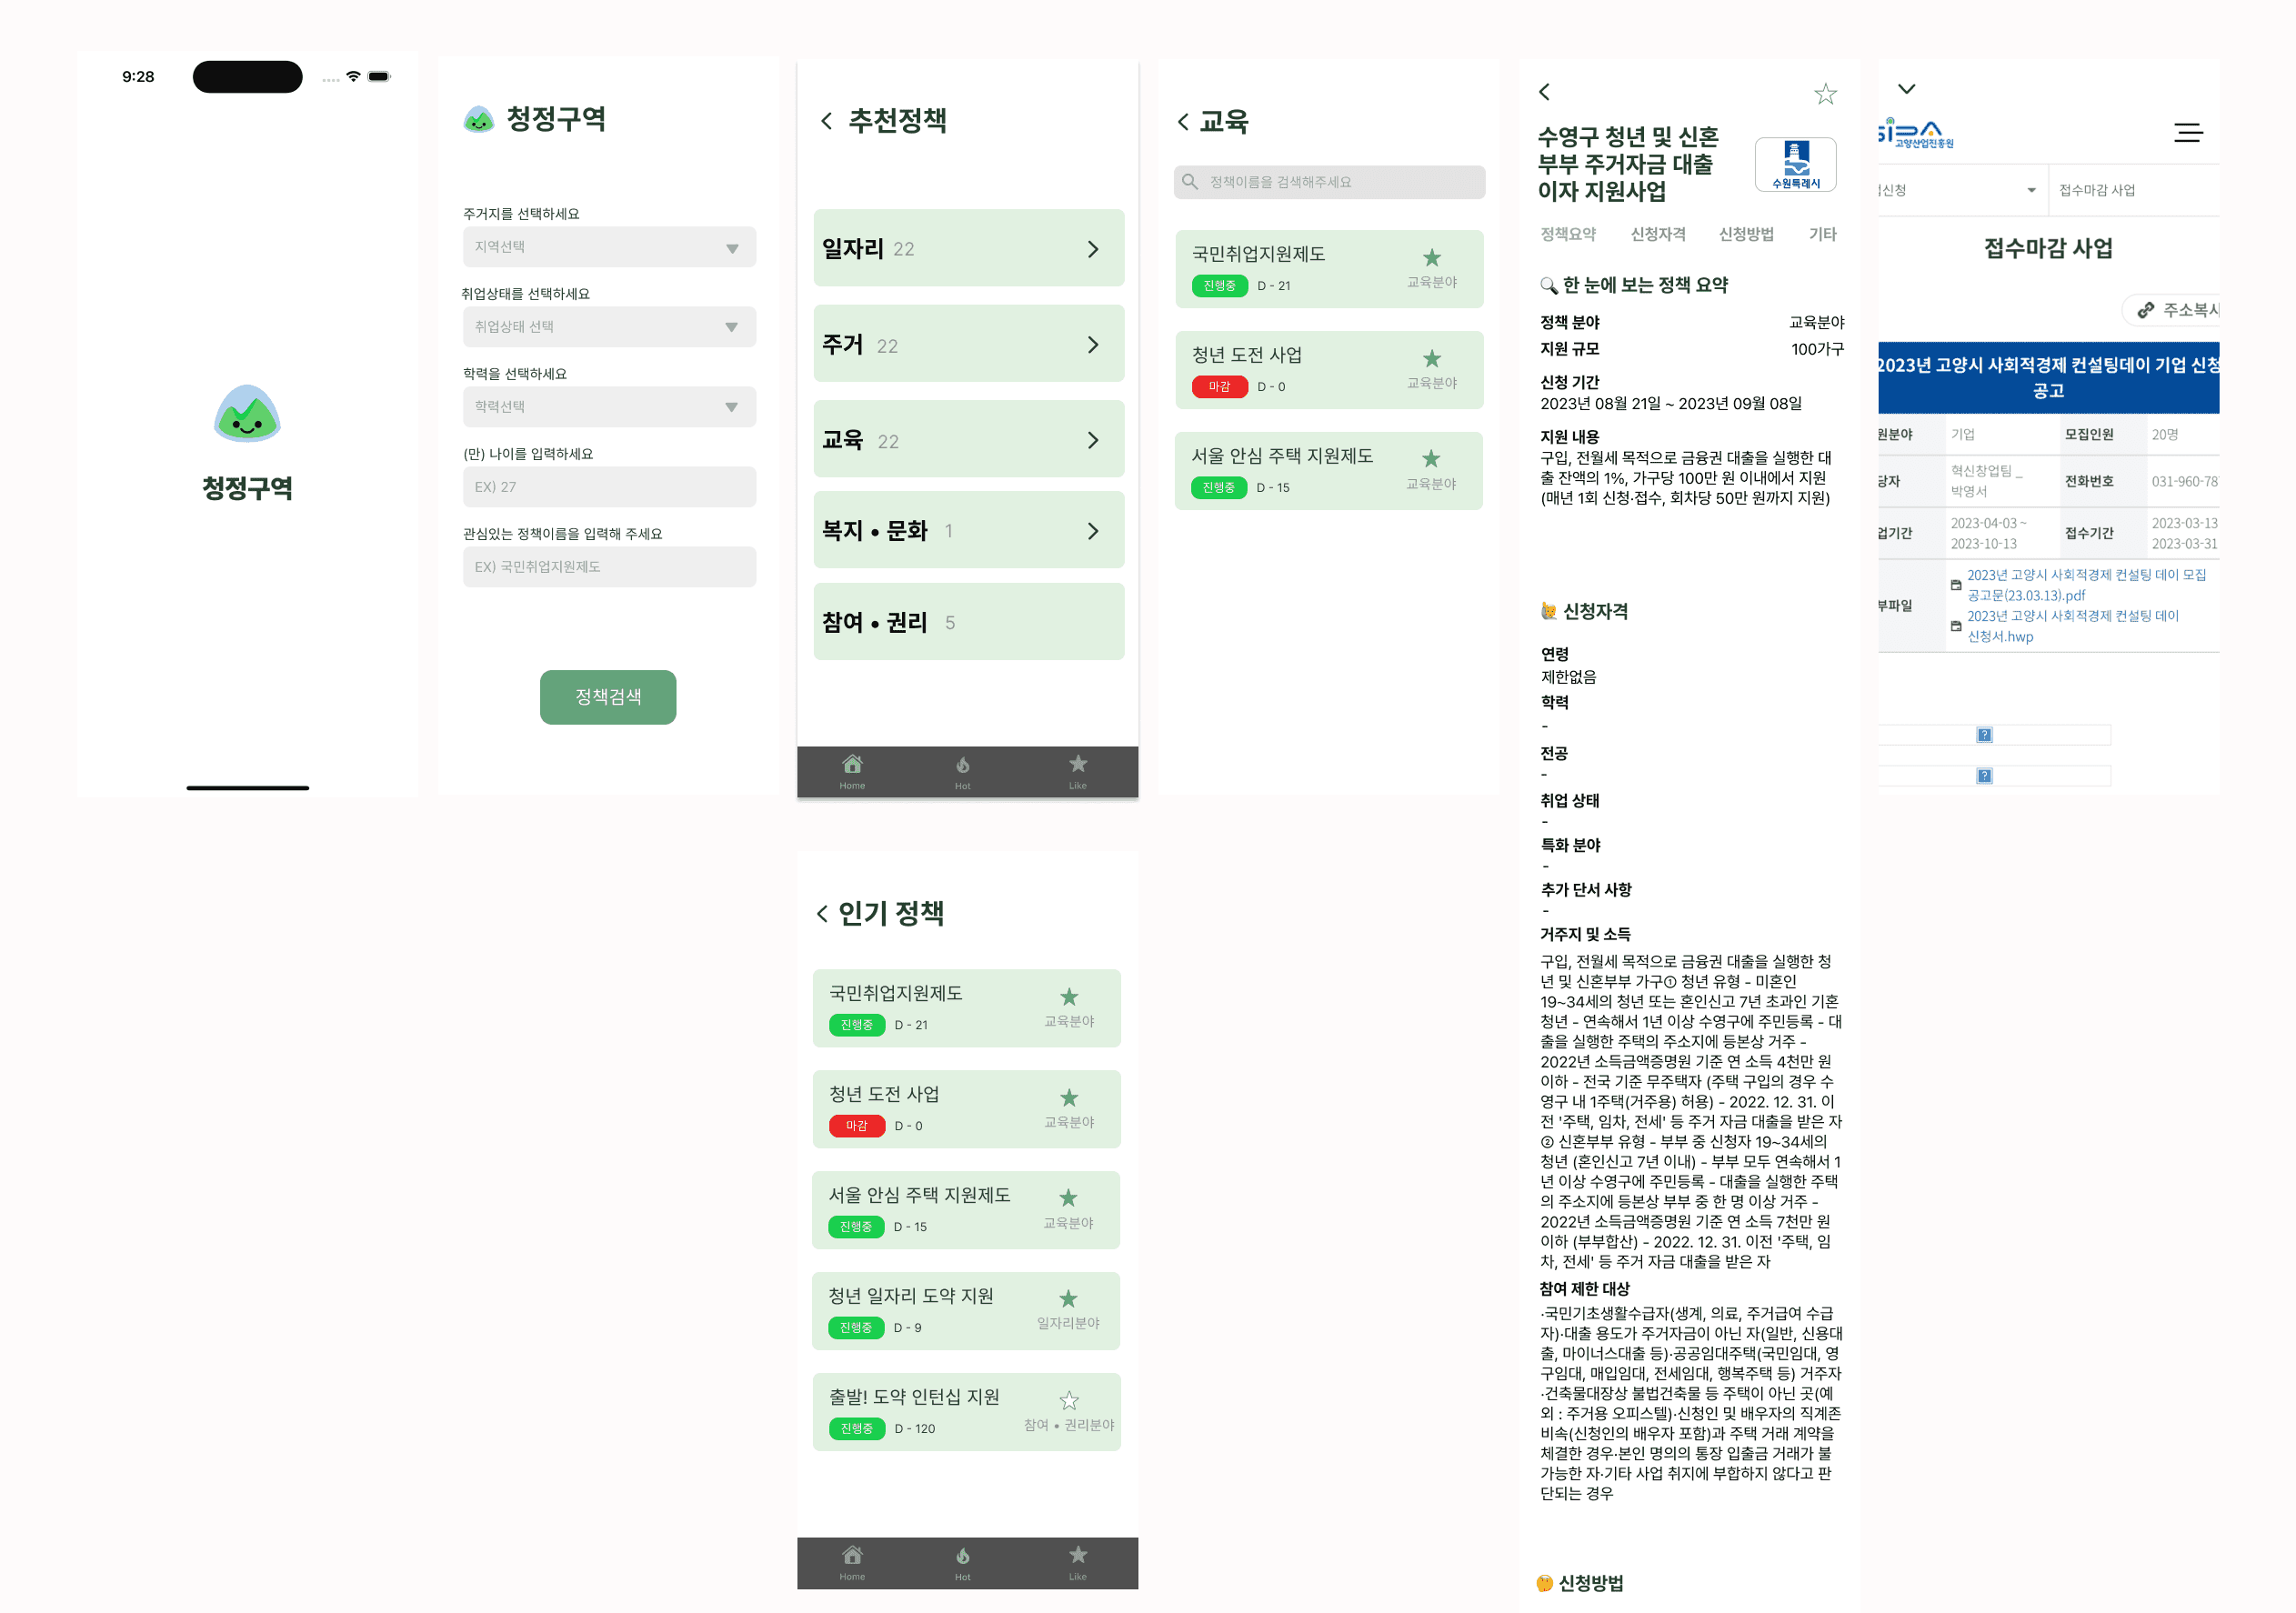 9:28
청정구역
청정구역
주거지를 선택하세요
지역선택
취업상태를 선택하세요
취업상태 선택
학력을 선택하세요
학력선택
(만) 나이를 입력하세요
EX) 27
관심있는 정책이름을 입력해 주세요
EX) 국민취업지원제도
정책검색
추천정책
일자리 22
주거 22
교육 22
복지 • 문화 1
참여 • 권리 5
Home Hot Like
교육
정책이름을 검색해주세요
국민취업지원제도
진행중 D - 21 교육분야
청년 도전 사업
마감 D - 0 교육분야
서울 안심 주택 지원제도
진행중 D - 15 교육분야
수영구 청년 및 신혼
부부 주거자금 대출
이자 지원사업
수원특례시
정책요약 신청자격 신청방법 기타
한 눈에 보는 정책 요약
정책 분야 교육분야
지원 규모 100가구
신청 기간
2023년 08월 21일 ~ 2023년 09월 08일
지원 내용
구입, 전월세 목적으로 금융권 대출을 실행한 대
출 잔액의 1%, 가구당 100만 원 이내에서 지원
(매년 1회 신청·접수, 회차당 50만 원까지 지원)
신청자격
연령
제한없음
학력
-
전공
-
취업 상태
-
특화 분야
-
추가 단서 사항
-
거주지 및 소득
구입, 전월세 목적으로 금융권 대출을 실행한 청
년 및 신혼부부 가구① 청년 유형 - 미혼인
19~34세의 청년 또는 혼인신고 7년 초과인 기혼
청년 - 연속해서 1년 이상 수영구에 주민등록 - 대
출을 실행한 주택의 주소지에 등본상 거주 -
2022년 소득금액증명원 기준 연 소득 4천만 원
이하 - 전국 기준 무주택자 (주택 구입의 경우 수
영구 내 1주택(거주용) 허용) - 2022. 12. 31. 이
전 '주택, 임차, 전세' 등 주거 자금 대출을 받은 자
② 신혼부부 유형 - 부부 중 신청자 19~34세의
청년 (혼인신고 7년 이내) - 부부 모두 연속해서 1
년 이상 수영구에 주민등록 - 대출을 실행한 주택
의 주소지에 등본상 부부 중 한 명 이상 거주 -
2022년 소득금액증명원 기준 연 소득 7천만 원
이하 (부부합산) - 2022. 12. 31. 이전 '주택, 임
차, 전세' 등 주거 자금 대출을 받은 자
참여 제한 대상
·국민기초생활수급자(생계, 의료, 주거급여 수급
자)·대출 용도가 주거자금이 아닌 자(일반, 신용대
출, 마이너스대출 등)·공공임대주택(국민임대, 영
구임대, 매입임대, 전세임대, 행복주택 등) 거주자
·건축물대장상 불법건축물 등 주택이 아닌 곳(예
외 : 주거용 오피스텔)·신청인 및 배우자의 직계존
비속(신청인의 배우자 포함)과 주택 거래 계약을
체결한 경우·본인 명의의 통장 입출금 거래가 불
가능한 자·기타 사업 취지에 부합하지 않다고 판
단되는 경우
신청방법
고양산업진흥원
신청 접수마감 사업
접수마감 사업
주소복사
2023년 고양시 사회적경제 컨설팅데이 기업 신청
공고
원분야 기업 모집인원 20명
당자 혁신창업팀 _ 박영서 전화번호 031-960-78
업기간 2023-04-03 ~ 2023-10-13 접수기간 2023-03-13 2023-03-31
부파일
2023년 고양시 사회적경제 컨설팅 데이 모집
공고문(23.03.13).pdf
2023년 고양시 사회적경제 컨설팅 데이
신청서.hwp
인기 정책
국민취업지원제도
진행중 D - 21 교육분야
청년 도전 사업
마감 D - 0 교육분야
서울 안심 주택 지원제도
진행중 D - 15 교육분야
청년 일자리 도약 지원
진행중 D - 9 일자리분야
출발! 도약 인턴십 지원
진행중 D - 120 참여 • 권리분야
Home Hot Like